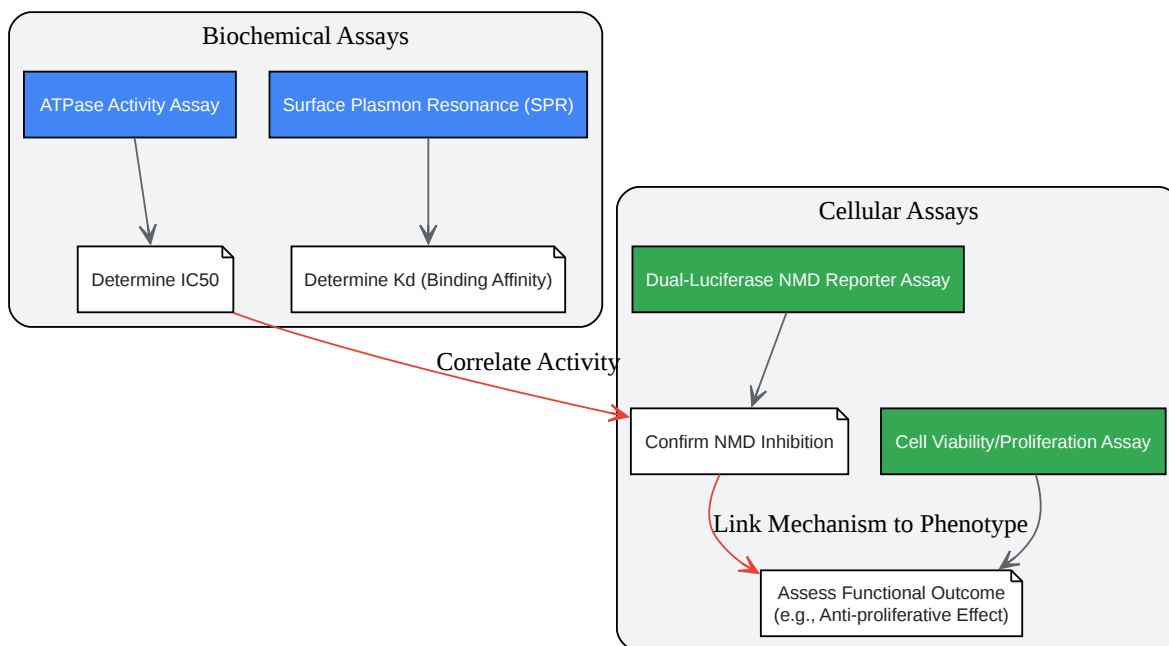 Biochemical Assays
ATPase Activity Assay
Surface Plasmon Resonance (SPR)
Determine IC50
Determine Kd (Binding Affinity)
Cellular Assays
Dual-Luciferase NMD Reporter Assay
Correlate Activity
Confirm NMD Inhibition
Cell Viability/Proliferation Assay
Link Mechanism to Phenotype
Assess Functional Outcome
(e.g., Anti-proliferative Effect)